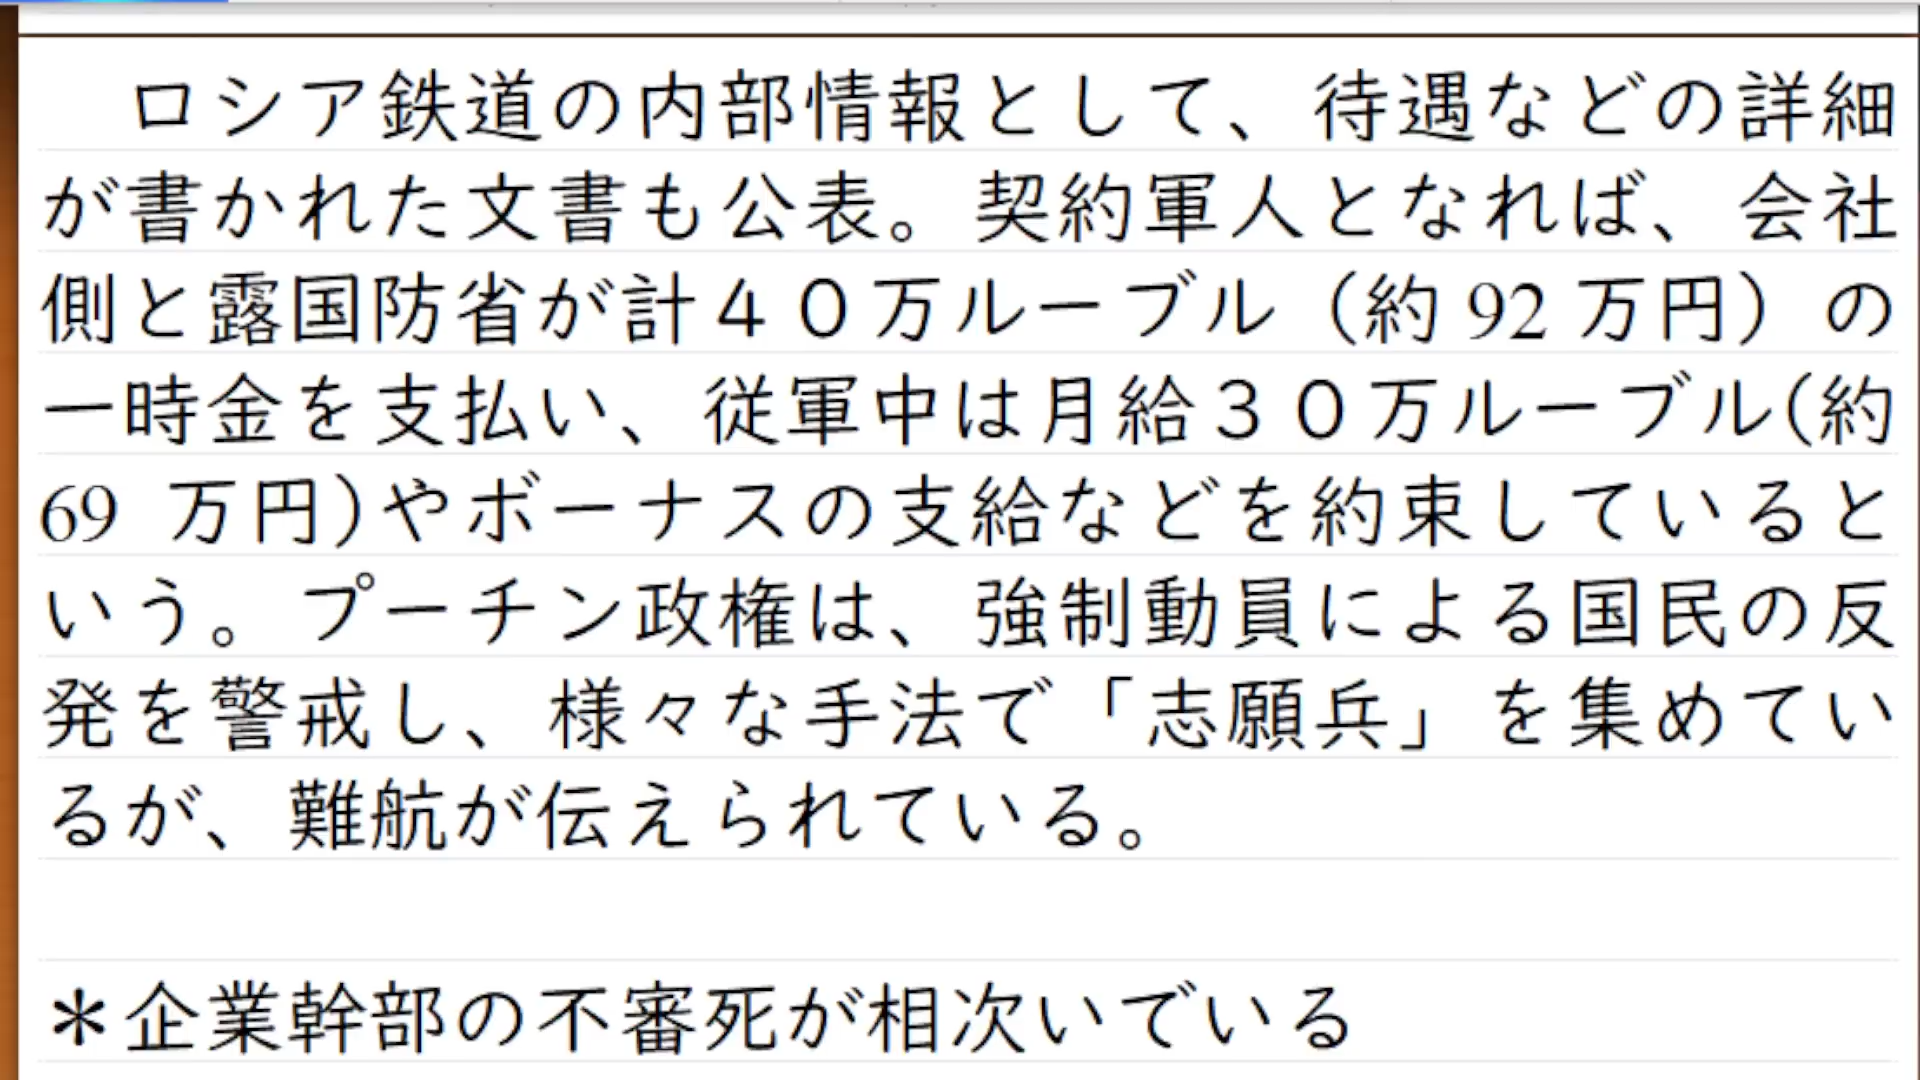 ロシア鉄道の内部情報として、待遇などの詳細
が書かれた文書も公表。契約軍人となれば、会社
側と露国防省が計４０万ルーブル（約 92 万円）の
一時金を支払い、従軍中は月給３０万ルーブル(約
69 万円)やボーナスの支給などを約束していると
いう。プーチン政権は、強制動員による国民の反
発を警戒し、様々な手法で「志願兵」を集めてい
るが、難航が伝えられている。
＊企業幹部の不審死が相次いでいる